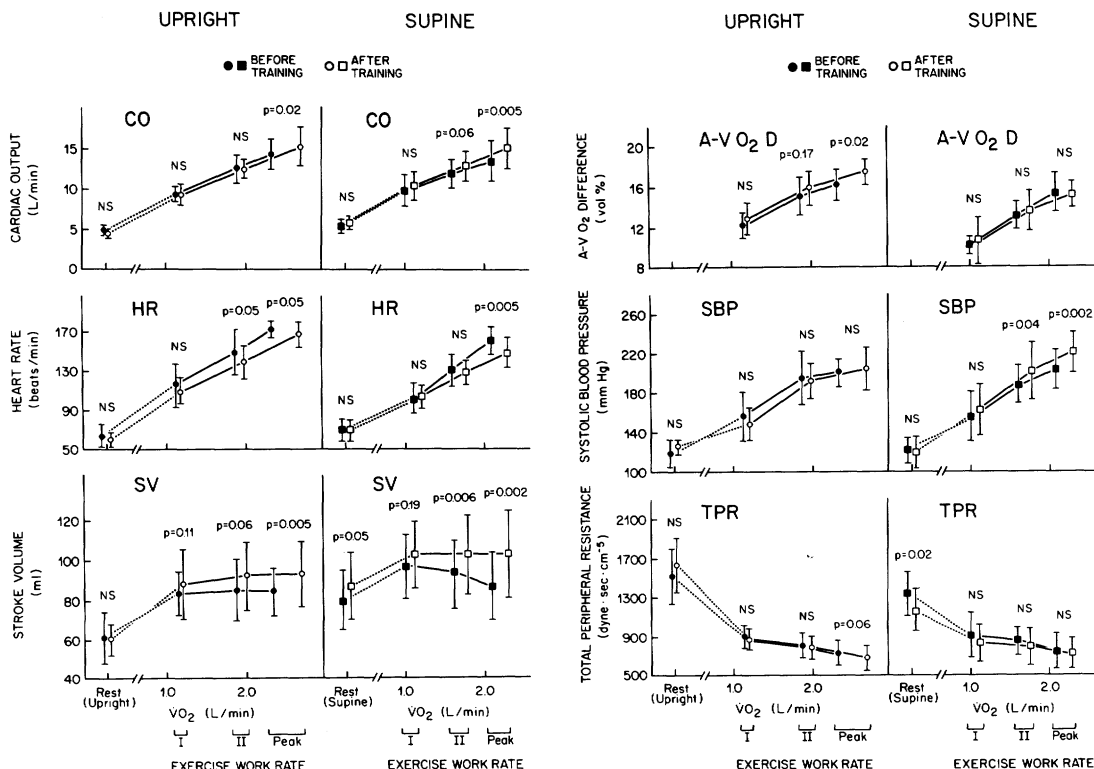 UPRIGHT
SUPINE
●■ BEFORE TRAINING ○□ AFTER TRAINING
CARDIAC OUTPUT
(L/min)
15
10
5
0
CO
NS
NS
NS
p=0.02
CO
NS
NS
p=0.06
p=0.005
HEART RATE
(beats/min)
170
130
90
50
HR
NS
NS
p=0.05
p=0.05
HR
NS
NS
NS
p=0.005
STROKE VOLUME
(ml)
120
100
80
60
40
SV
NS
p=0.11
p=0.06
p=0.005
SV
p=0.05
p=0.19
p=0.006
p=0.002
Rest
(Upright)
1.0
2.0
V̇O2 (L/min)
I
II
Peak
EXERCISE WORK RATE
Rest
(Supine)
1.0
2.0
V̇O2 (L/min)
I
II
Peak
EXERCISE WORK RATE
UPRIGHT
SUPINE
●■ BEFORE TRAINING ○□ AFTER TRAINING
A-V O2 DIFFERENCE
(vol %)
20
16
12
8
A-V O2 D
NS
p=0.17
p=0.02
A-V O2 D
NS
NS
NS
SYSTOLIC BLOOD PRESSURE
(mm Hg)
260
220
180
140
100
SBP
NS
NS
NS
NS
SBP
NS
NS
p=0.04
p=0.002
TOTAL PERIPHERAL RESISTANCE
(dyne·sec·cm-5)
2100
1700
1300
900
500
TPR
NS
NS
NS
p=0.06
TPR
p=0.02
NS
NS
NS
Rest
(Upright)
1.0
2.0
V̇O2 (L/min)
I
II
Peak
EXERCISE WORK RATE
Rest
(Supine)
1.0
2.0
V̇O2 (L/min)
I
II
Peak
EXERCISE WORK RATE